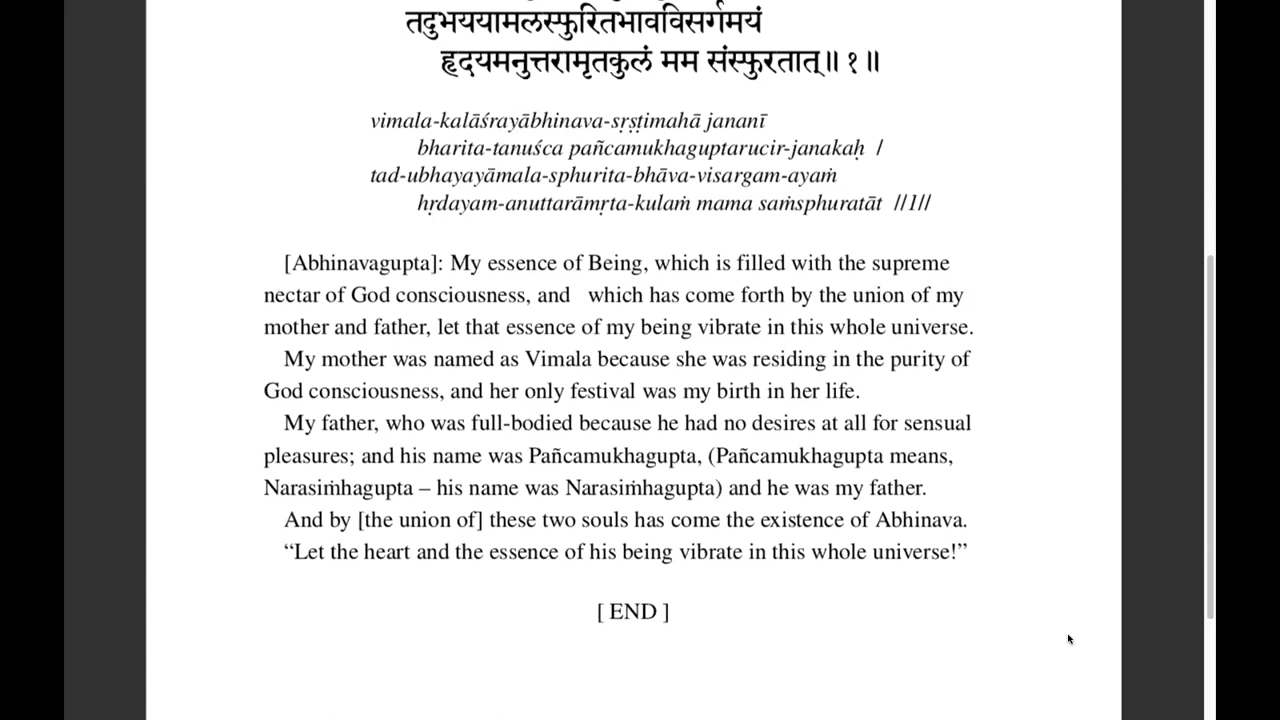 तदुभययामलस्फुरितभावविसर्गमयं
हृदयमनुत्तरामृतकुलं मम संस्फुरतात्॥ १॥
vimala-kalāśrayābhinava-sṛṣṭimahā jananī
bharita-tanuśca pañcamukhaguptarucir-janakaḥ /
tad-ubhayayāmala-sphurita-bhāva-visargam-ayaṁ
hṛdayam-anuttarāmṛta-kulaṁ mama saṁsphuratāt //1//
[Abhinavagupta]: My essence of Being, which is filled with the supreme
nectar of God consciousness, and which has come forth by the union of my
mother and father, let that essence of my being vibrate in this whole universe.
My mother was named as Vimala because she was residing in the purity of
God consciousness, and her only festival was my birth in her life.
My father, who was full-bodied because he had no desires at all for sensual
pleasures; and his name was Pañcamukhagupta, (Pañcamukhagupta means,
Narasiṁhagupta – his name was Narasiṁhagupta) and he was my father.
And by [the union of] these two souls has come the existence of Abhinava.
“Let the heart and the essence of his being vibrate in this whole universe!”
[ END ]